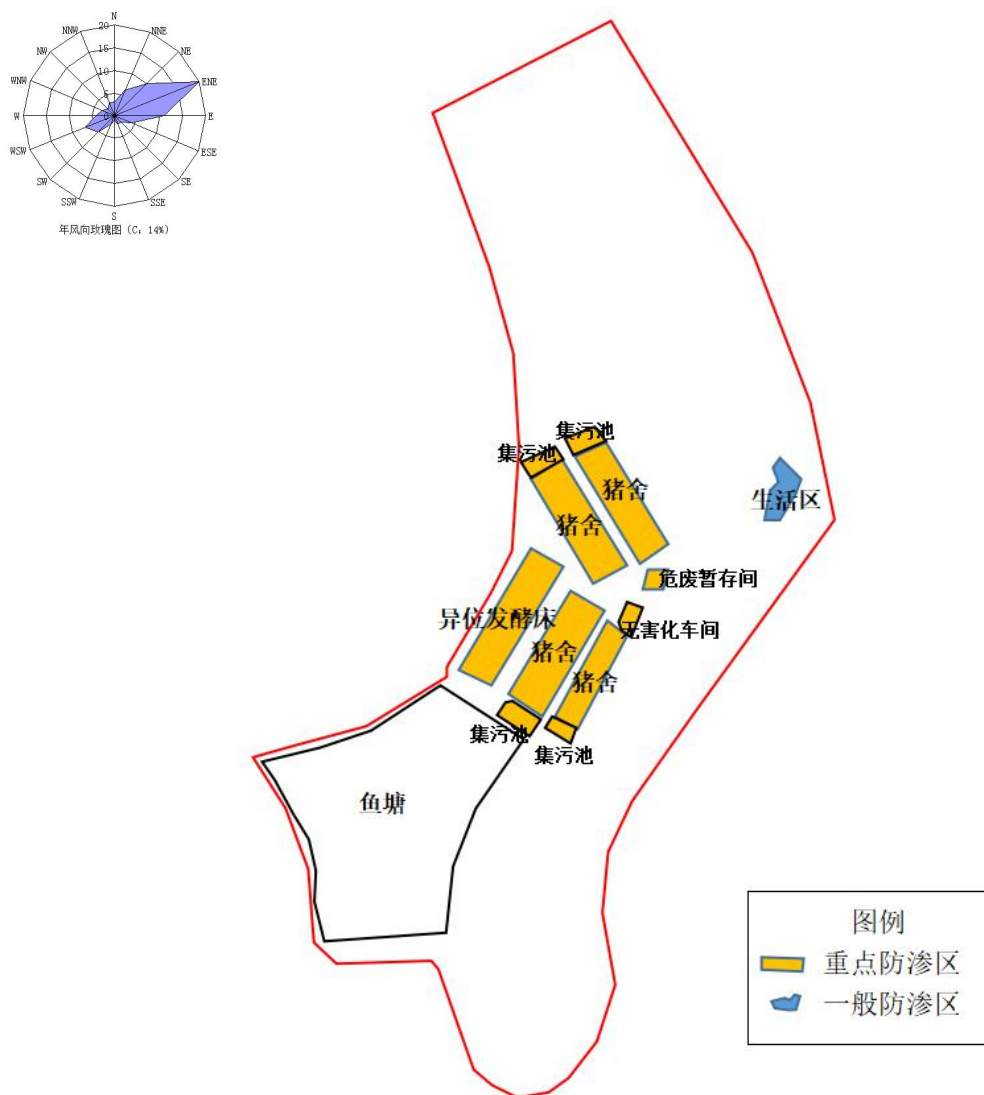 N
NNW
20
NNE
NW
15
NE
WNW
10
ENE
5
W
0
E
WSW
ESE
SW
SE
SSW
SSE
S
年风向玫瑰图 (C: 14%)
集污池
集污池
猪舍
生活区
猪舍
危废暂存间
异位发酵床
无害化车间
猪舍
猪舍
集污池
集污池
鱼塘
图例
重点防渗区
一般防渗区